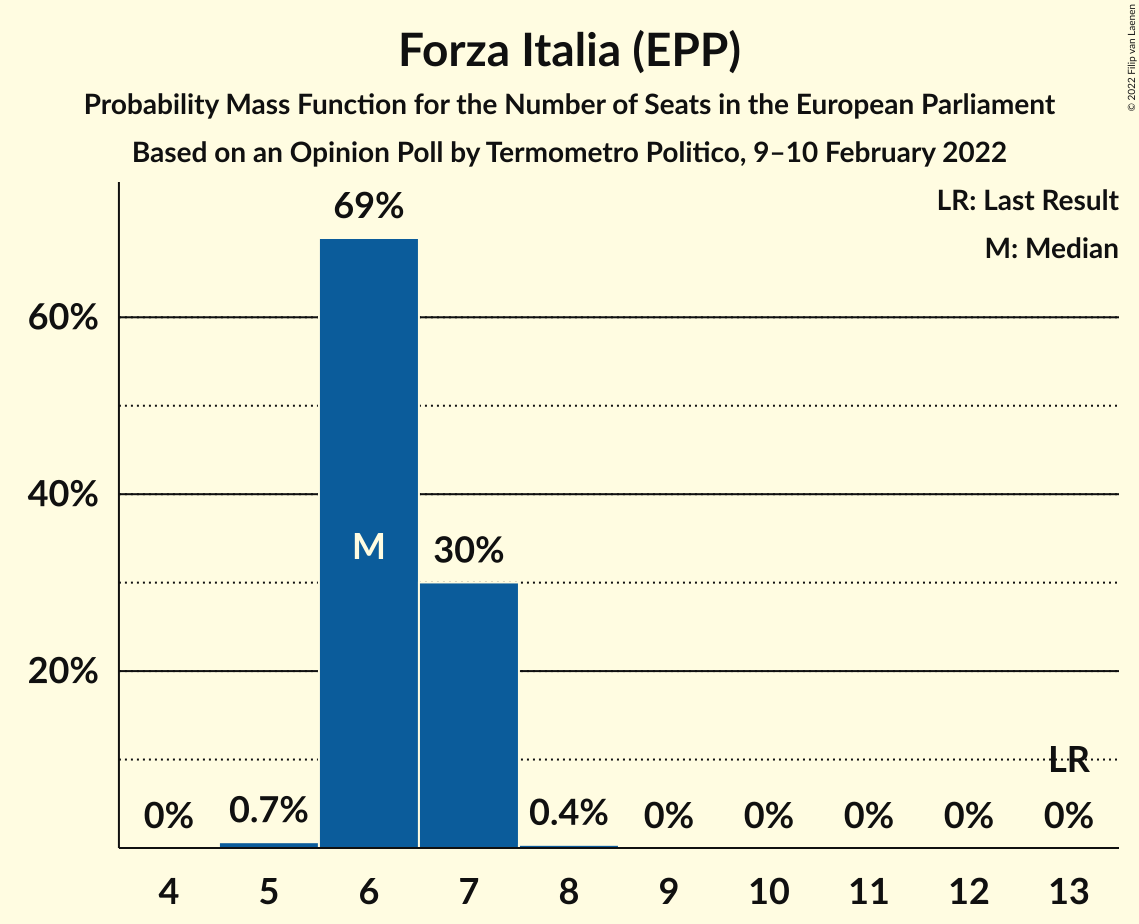 Forza Italia (EPP)
Probability Mass Function for the Number of Seats in the European Parliament
Based on an Opinion Poll by Termometro Politico, 9–10 February 2022
© 2022 Filip van Laenen
LR: Last Result
M: Median
60%
40%
20%
0%
0.7%
69%
M
30%
0.4%
0%
0%
0%
0%
LR
0%
4 5 6 7 8 9 10 11 12 13